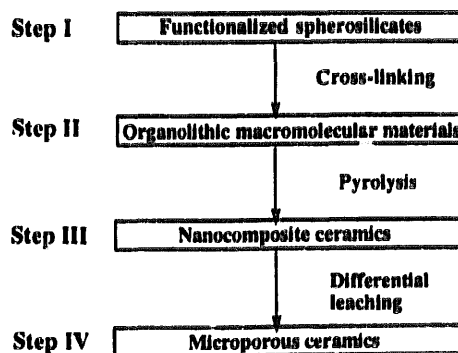 Step I Functionalized spherosilicates
Cross-linking
Step II Organolithic macromolecular materials
Pyrolysis
Step III Nanocomposite ceramics
Differential
leaching
Step IV Microporous ceramics